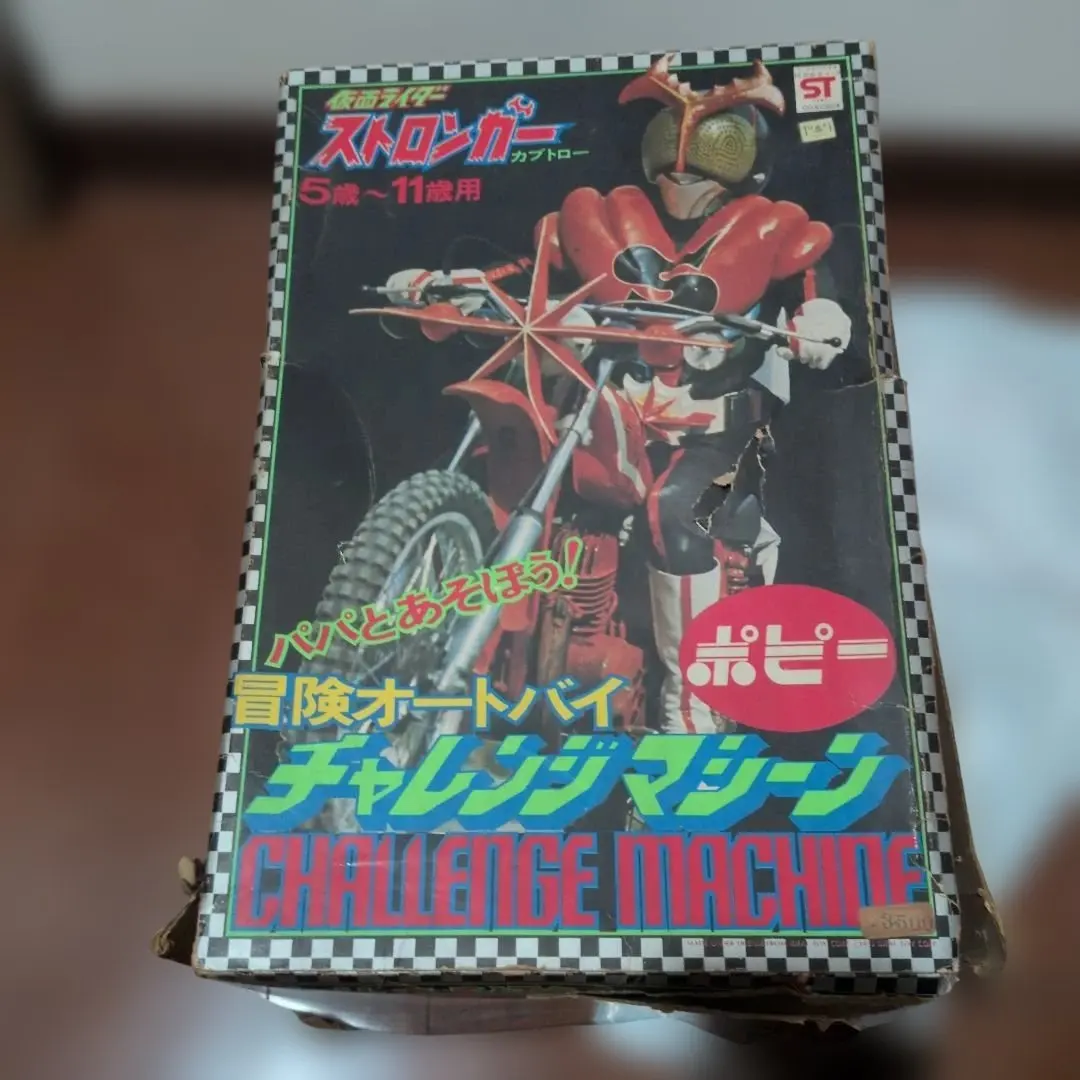 仮面ライダー
ストロンガー
カブトロー
5歳〜11歳用
ST
パパとあそぼう!
ポピー
冒険オートバイ
チャレンジマシーン
CHALLENGE MACHINE
3500